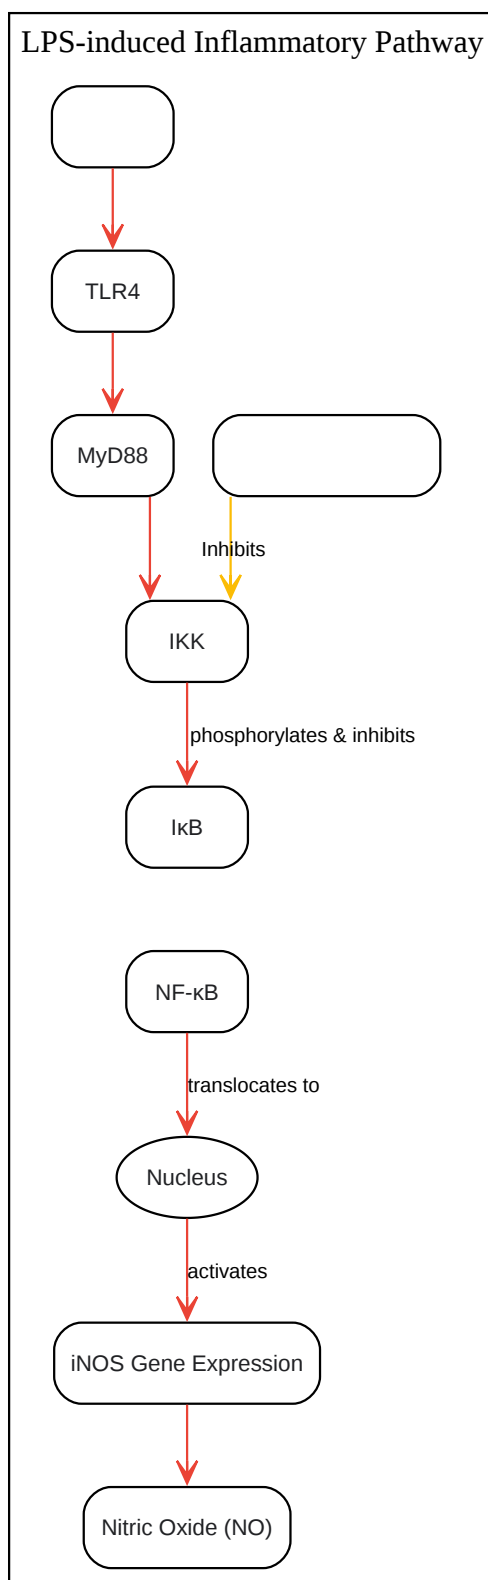 LPS-induced Inflammatory Pathway
TLR4
MyD88
Inhibits
IKK
phosphorylates & inhibits
IκB
NF-κB
translocates to
Nucleus
activates
iNOS Gene Expression
Nitric Oxide (NO)